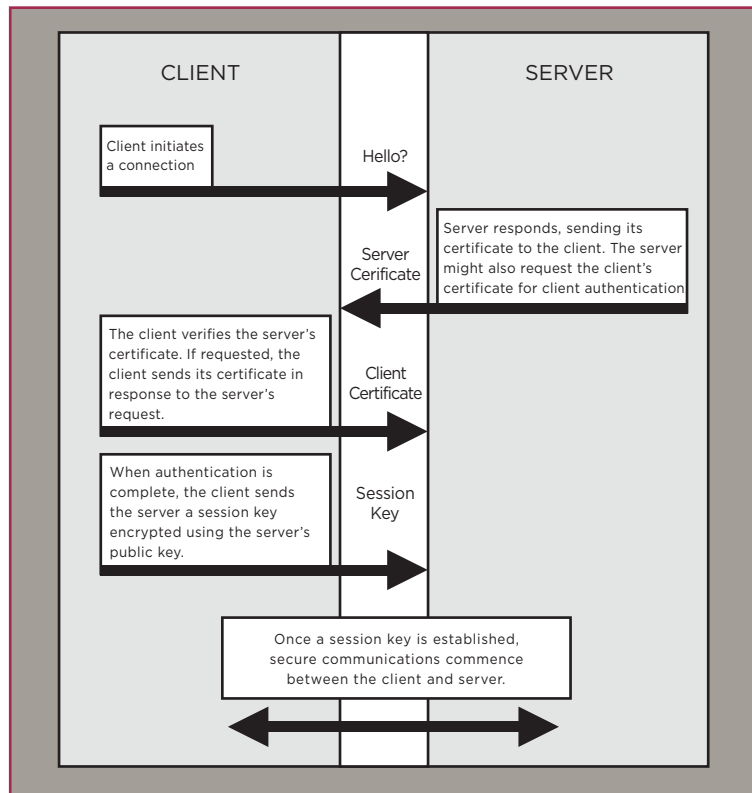 CLIENT
SERVER
Client initiates
a connection
Hello?
Server responds, sending its
certificate to the client. The server
might also request the client's
certificate for client authentication
Server
Cerificate
The client verifies the server's
certificate. If requested, the
client sends its certificate in
response to the server's
request.
Client
Certificate
When authentication is
complete, the client sends
the server a session key
encrypted using the server's
public key.
Session
Key
Once a session key is established,
secure communications commence
between the client and server.